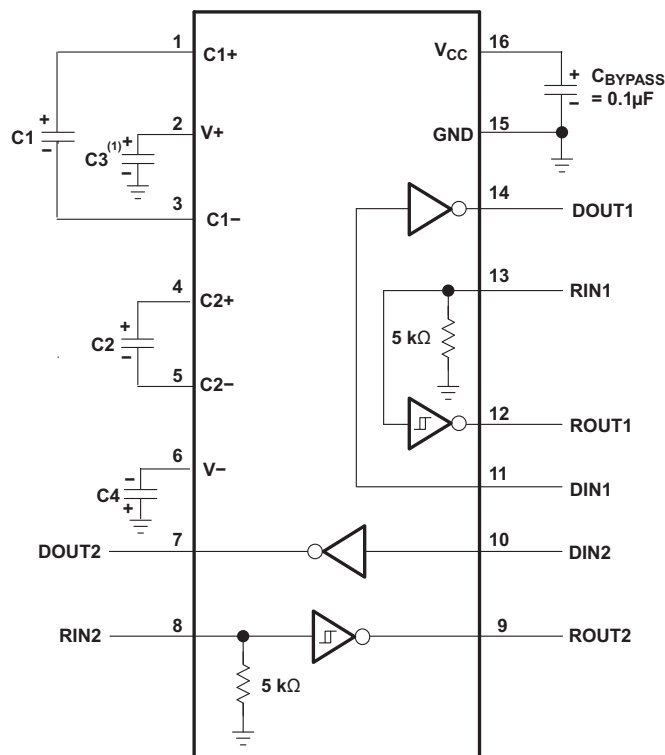 1 C1+ VCC 16
+ CBYPASS
– = 0.1µF
+ C1 –
2 V+ GND 15
C3(1) + –
14 DOUT1
3 C1–
13 RIN1
4 C2+
5 kΩ
+ C2 –
5 C2–
12 ROUT1
6 V–
– C4 +
11 DIN1
DOUT2 7 10 DIN2
RIN2 8 9 ROUT2
5 kΩ